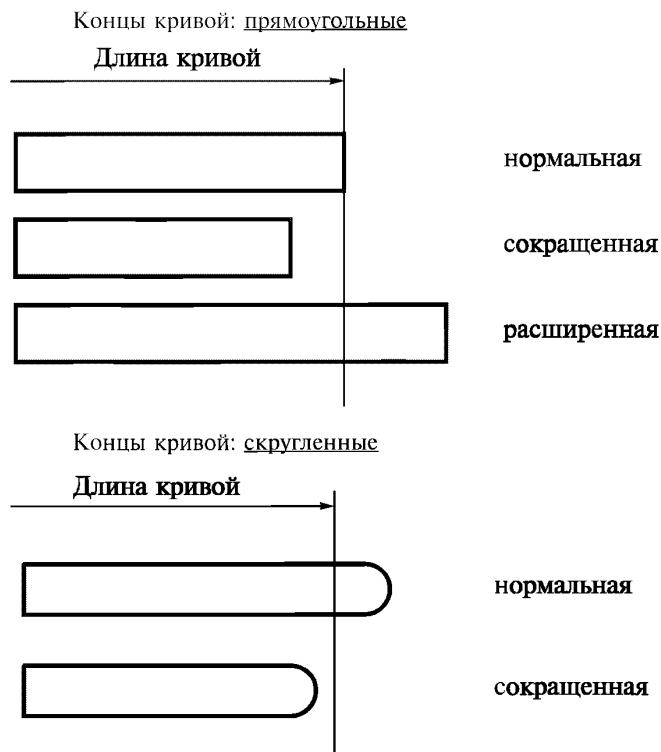 Концы кривой: прямоугольные
Длина кривой
нормальная
сокращенная
расширенная
Концы кривой: скругленные
Длина кривой
нормальная
сокращенная